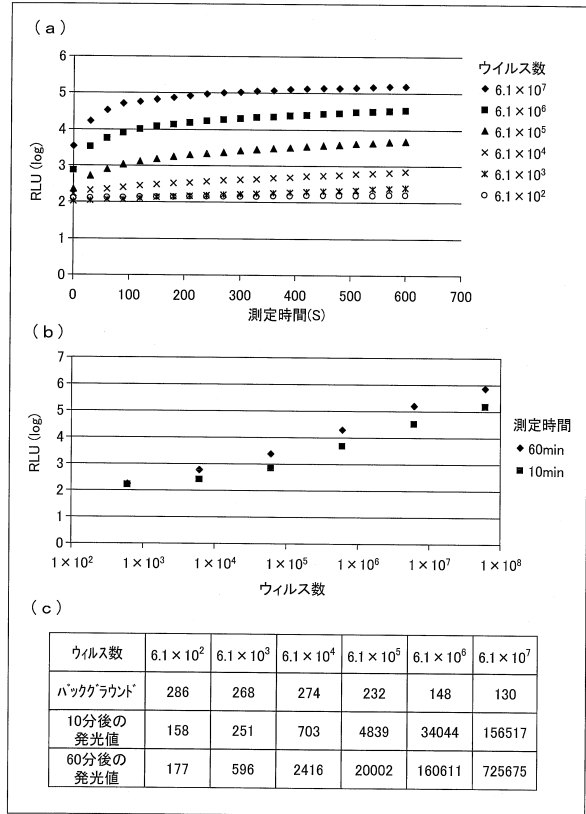 (a)
6
5
4
3
2
1
0
RLU (log)
0 100 200 300 400 500 600 700
測定時間(S)
ウイルス数
◆ 6.1×10⁷
■ 6.1×10⁶
▲ 6.1×10⁵
× 6.1×10⁴
＊ 6.1×10³
○ 6.1×10²
(b)
7
6
5
4
3
2
1
0
RLU (log)
1×10² 1×10³ 1×10⁴ 1×10⁵ 1×10⁶ 1×10⁷ 1×10⁸
ウィルス数
測定時間
◆ 60min
■ 10min
(c)
ウィルス数 6.1×10² 6.1×10³ 6.1×10⁴ 6.1×10⁵ 6.1×10⁶ 6.1×10⁷
バックグラウンド 286 268 274 232 148 130
10分後の
発光値 158 251 703 4839 34044 156517
60分後の
発光値 177 596 2416 20002 160611 725675